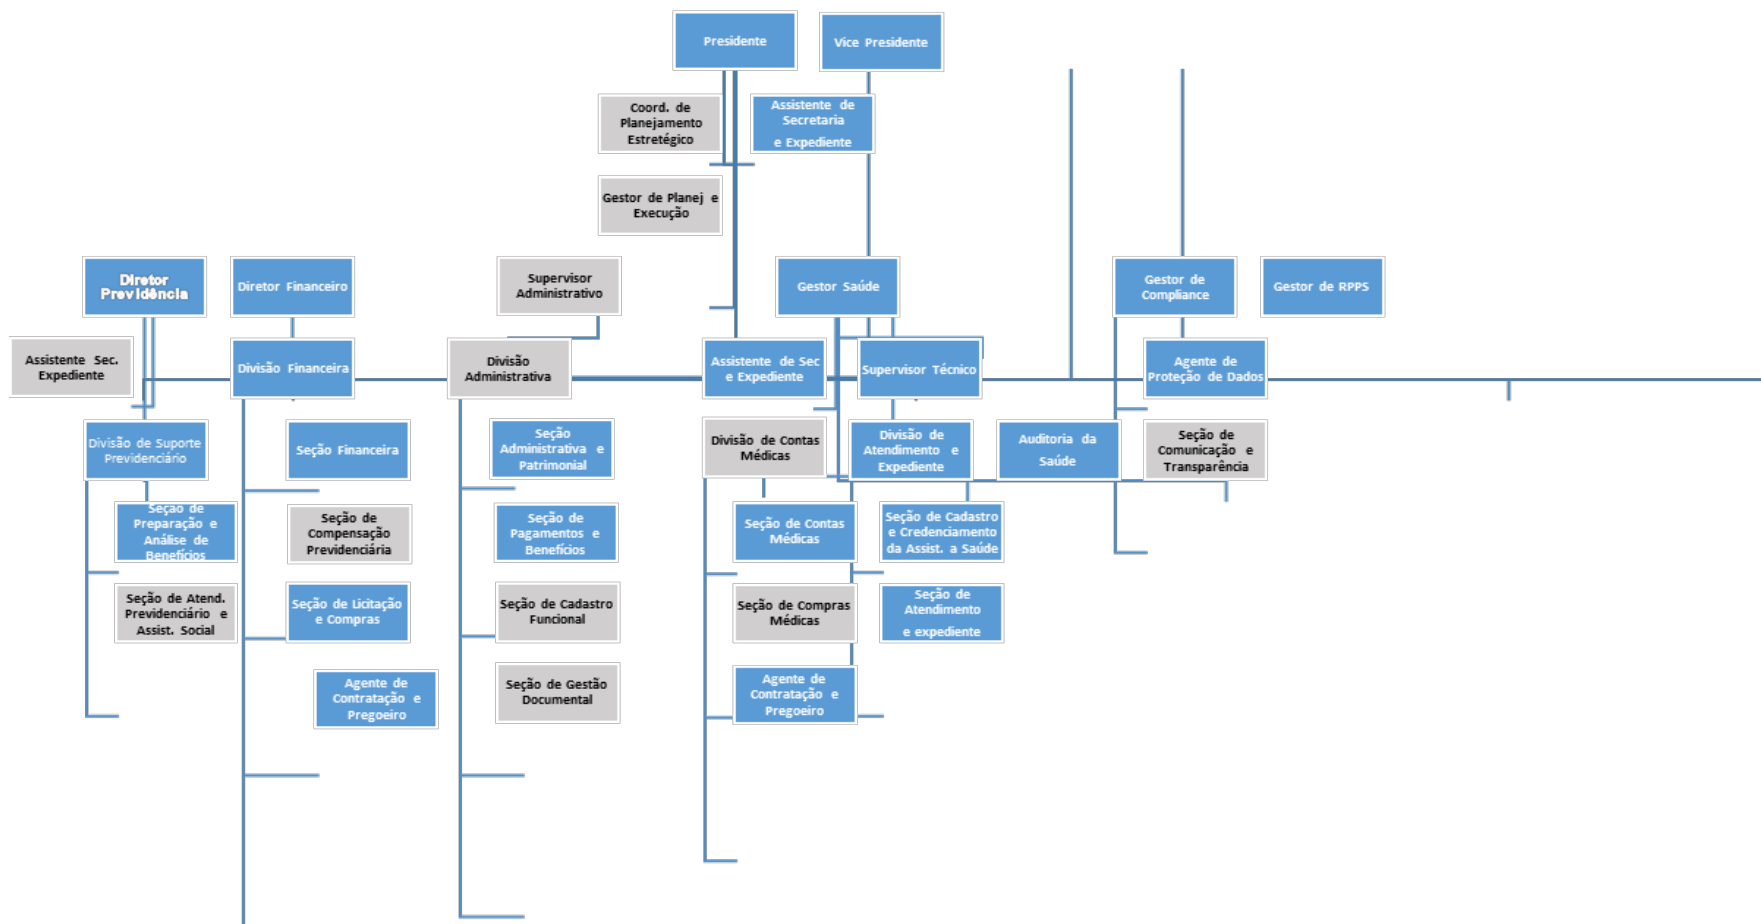 Presidente
Vice Presidente
Coord. de
Planejamento
Estretégico
Assistente de
Secretaria
e Expediente
Gestor de Planej e
Execução
Diretor
Previdência
Diretor Financeiro
Supervisor
Administrativo
Gestor Saúde
Gestor de
Compliance
Gestor de RPPS
Assistente Sec.
Expediente
Divisão Financeira
Divisão
Administrativa
Assistente de Sec
e Expediente
Supervisor Técnico
Agente de
Proteção de Dados
Divisão de Suporte
Previdenciário
Seção Financeira
Seção
Administrativa e
Patrimonial
Divisão de Contas
Médicas
Divisão de
Atendimento e
Expediente
Auditoria da
Saúde
Seção de
Comunicação e
Transparência
Seção de
Preparação e
Análise de
Benefícios
Seção de
Compensação
Previdenciária
Seção de
Pagamentos e
Benefícios
Seção de Contas
Médicas
Seção de Cadastro
e Credenciamento
da Assist. a Saúde
Seção de Atend.
Previdenciário e
Assist. Social
Seção de Licitação
e Compras
Seção de Cadastro
Funcional
Seção de Compras
Médicas
Seção de
Atendimento
e expediente
Agente de
Contratação e
Pregoeiro
Seção de Gestão
Documental
Agente de
Contratação e
Pregoeiro